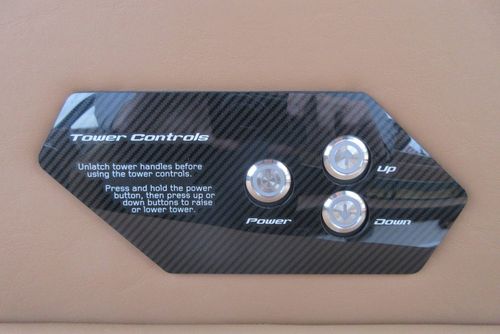 Tower Controls
Unlatch tower handles before
using the tower controls.
Press and hold the power
button, then press up or
down buttons to raise
or lower tower.
Up
Power
Down